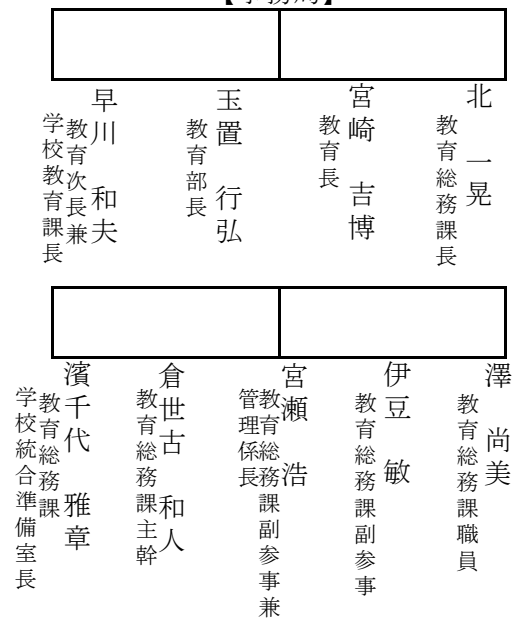 【事務局】
北 一晃
教育総務課長
宮崎 吉博
教育長
玉置 行弘
教育部長
早川 和夫
教育次長兼
学校教育課長
澤 尚美
教育総務課職員
伊豆 敏
教育総務課副参事
宮瀬 浩
教育総務課副参事兼
管理係長
倉世古 和人
教育総務課主幹
濱千代 雅章
教育総務課
学校統合準備室長